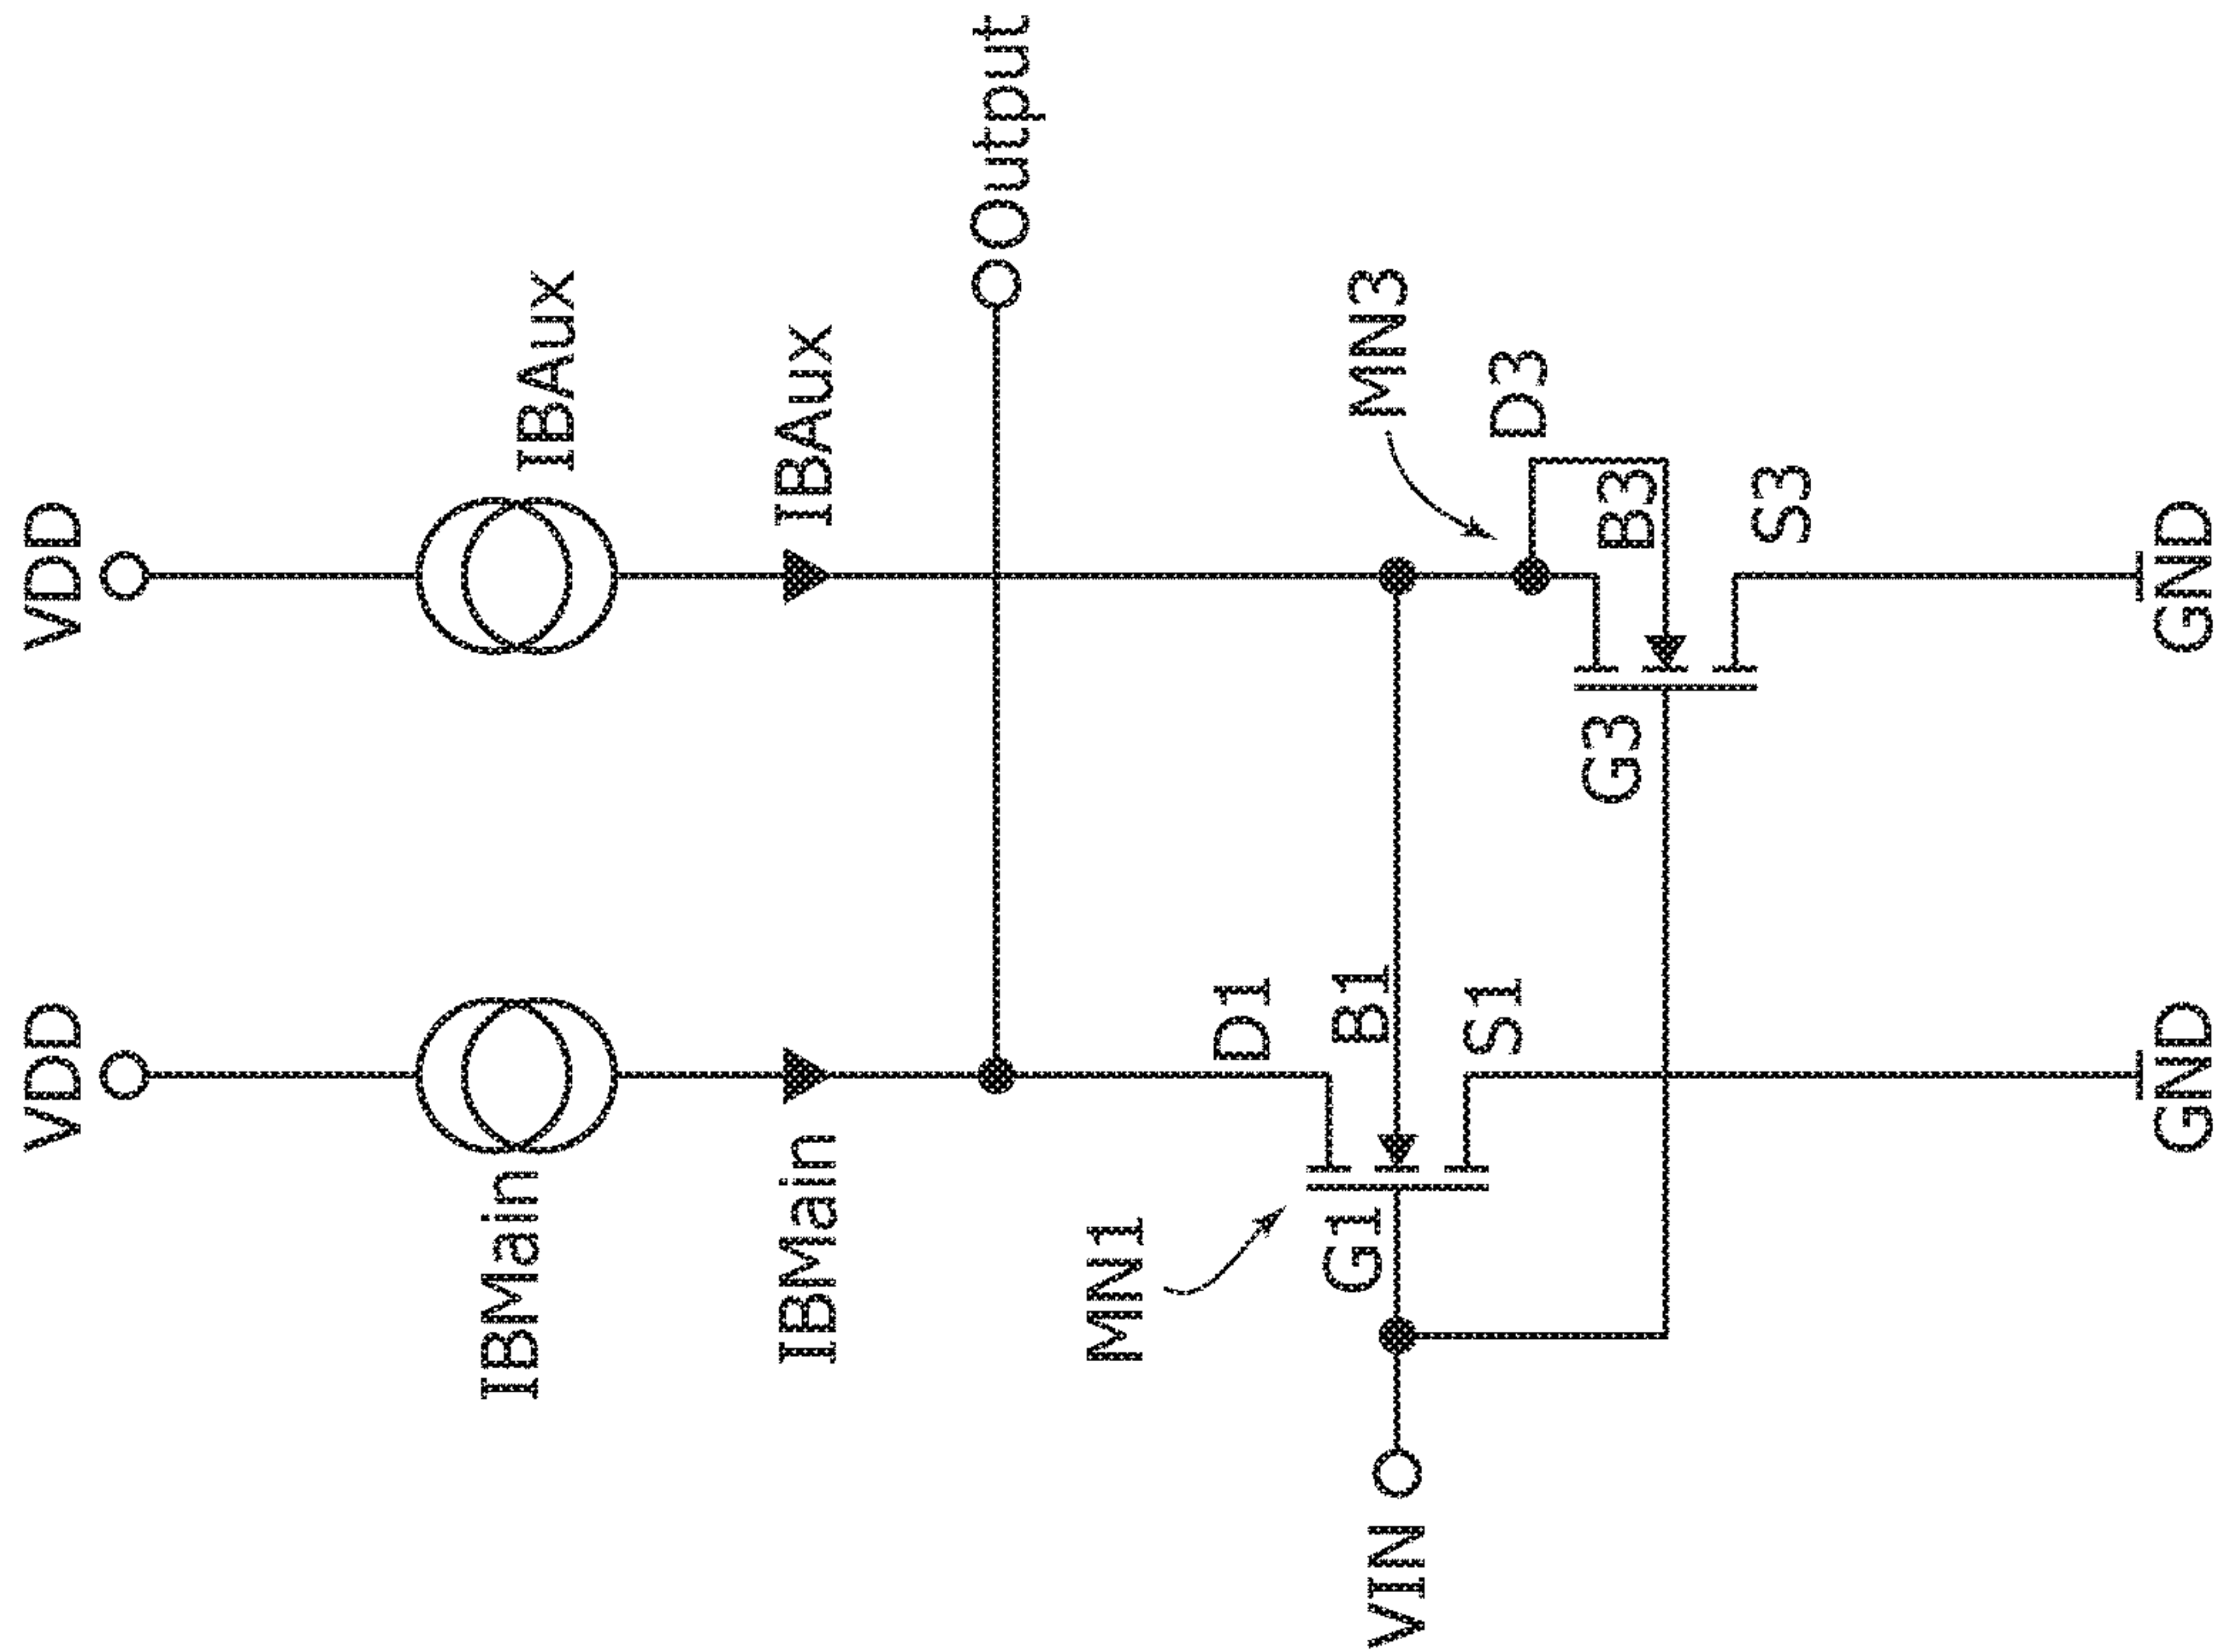 VDD
VDD
IBMain
IBAux
IBMain
IBAux
Output
MN1
D1
MN3
G1
B1
S1
D3
VIN
G3
B3
S3
GND
GND